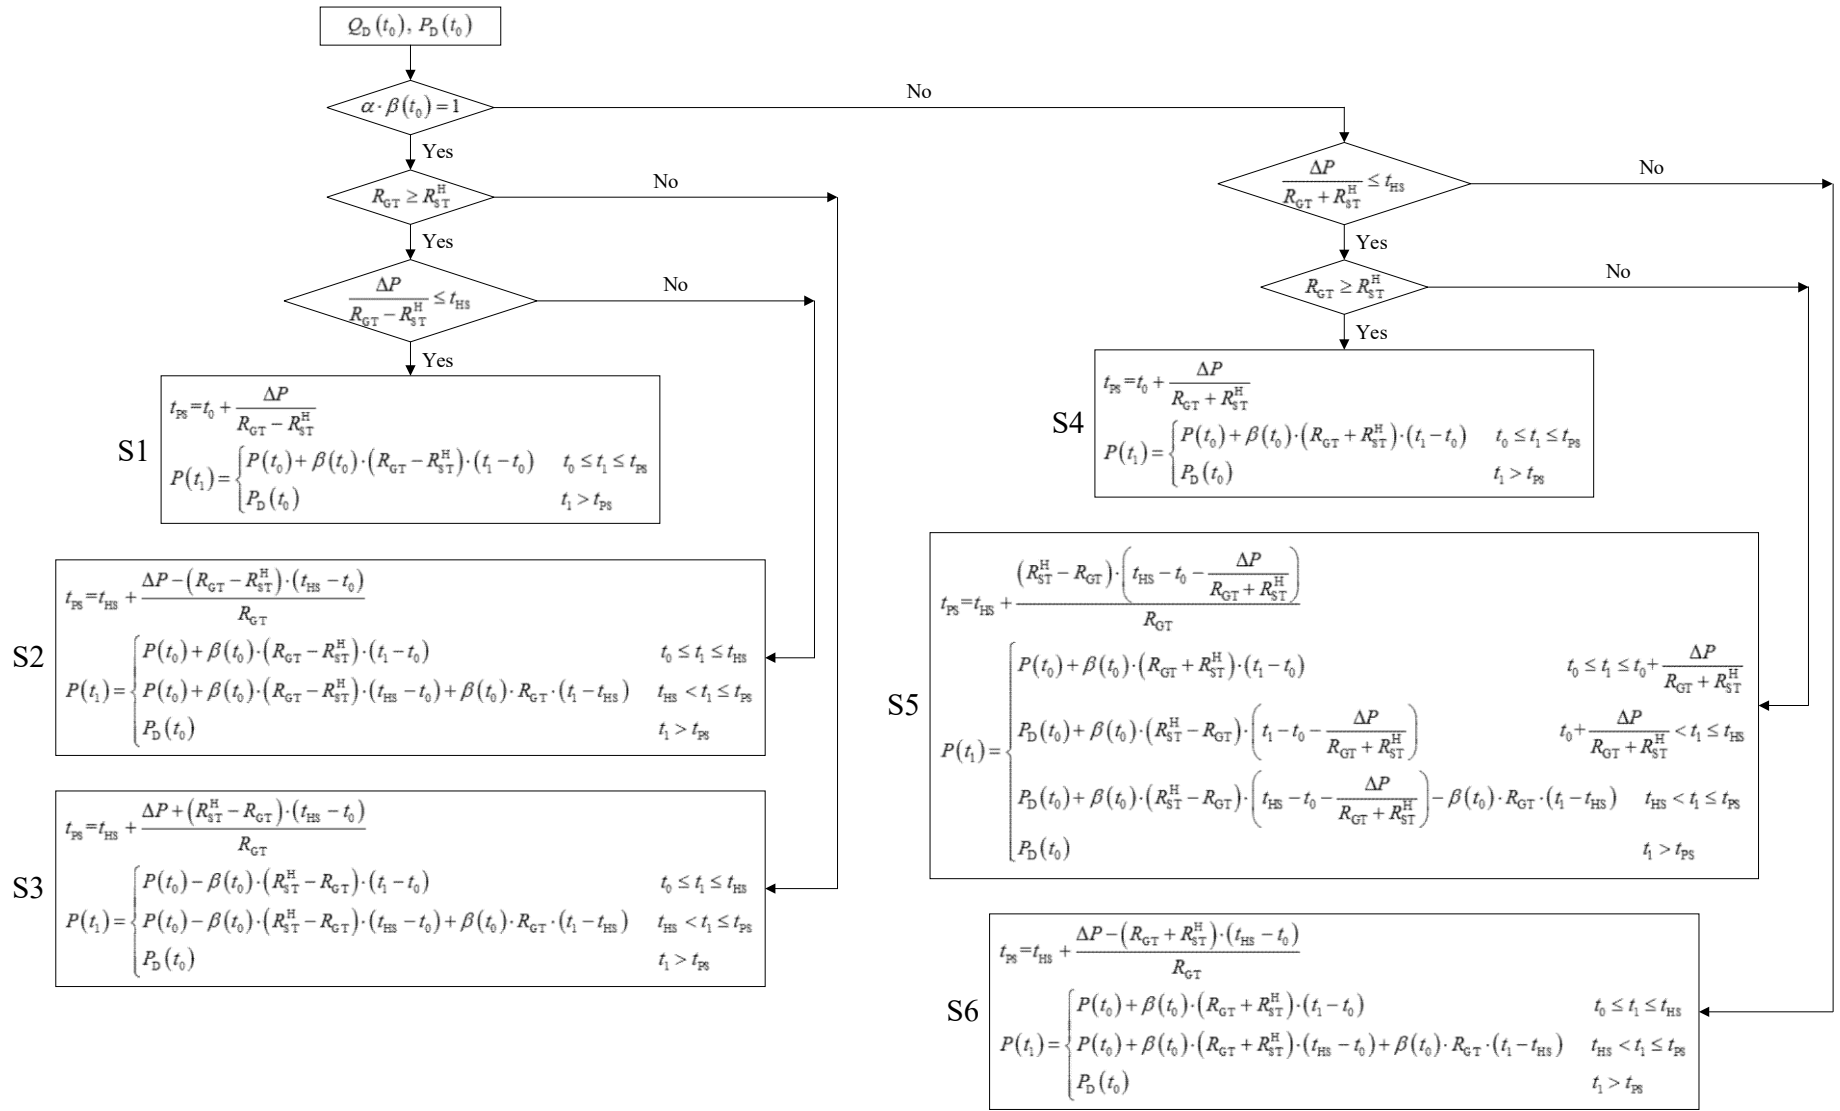 Q_D(t_0), P_D(t_0)
α·β(t_0)=1
No
Yes
R_GT ≥ R_ST^H
No
Yes
ΔP/(R_GT − R_ST^H) ≤ t_HS
No
Yes
S1
t_PS = t_0 + ΔP/(R_GT − R_ST^H)
P(t_1) = { P(t_0) + β(t_0)·(R_GT − R_ST^H)·(t_1 − t_0) t_0 ≤ t_1 ≤ t_PS
P_D(t_0) t_1 > t_PS
S2
t_PS = t_HS + (ΔP − (R_GT − R_ST^H)·(t_HS − t_0))/R_GT
P(t_1) = { P(t_0) + β(t_0)·(R_GT − R_ST^H)·(t_1 − t_0) t_0 ≤ t_1 ≤ t_HS
P(t_0) + β(t_0)·(R_GT − R_ST^H)·(t_HS − t_0) + β(t_0)·R_GT·(t_1 − t_HS) t_HS < t_1 ≤ t_PS
P_D(t_0) t_1 > t_PS
S3
t_PS = t_HS + (ΔP + (R_ST^H − R_GT)·(t_HS − t_0))/R_GT
P(t_1) = { P(t_0) − β(t_0)·(R_ST^H − R_GT)·(t_1 − t_0) t_0 ≤ t_1 ≤ t_HS
P(t_0) − β(t_0)·(R_ST^H − R_GT)·(t_HS − t_0) + β(t_0)·R_GT·(t_1 − t_HS) t_HS < t_1 ≤ t_PS
P_D(t_0) t_1 > t_PS
ΔP/(R_GT + R_ST^H) ≤ t_HS
No
Yes
R_GT ≥ R_ST^H
No
Yes
S4
t_PS = t_0 + ΔP/(R_GT + R_ST^H)
P(t_1) = { P(t_0) + β(t_0)·(R_GT + R_ST^H)·(t_1 − t_0) t_0 ≤ t_1 ≤ t_PS
P_D(t_0) t_1 > t_PS
S5
t_PS = t_HS + ((R_ST^H − R_GT)·(t_HS − t_0 − ΔP/(R_GT + R_ST^H)))/R_GT
P(t_1) = { P(t_0) + β(t_0)·(R_GT + R_ST^H)·(t_1 − t_0) t_0 ≤ t_1 ≤ t_0 + ΔP/(R_GT + R_ST^H)
P_D(t_0) + β(t_0)·(R_ST^H − R_GT)·(t_1 − t_0 − ΔP/(R_GT + R_ST^H)) t_0 + ΔP/(R_GT + R_ST^H) < t_1 ≤ t_HS
P_D(t_0) + β(t_0)·(R_ST^H − R_GT)·(t_HS − t_0 − ΔP/(R_GT + R_ST^H)) − β(t_0)·R_GT·(t_1 − t_HS) t_HS < t_1 ≤ t_PS
P_D(t_0) t_1 > t_PS
S6
t_PS = t_HS + (ΔP − (R_GT + R_ST^H)·(t_HS − t_0))/R_GT
P(t_1) = { P(t_0) + β(t_0)·(R_GT + R_ST^H)·(t_1 − t_0) t_0 ≤ t_1 ≤ t_HS
P(t_0) + β(t_0)·(R_GT + R_ST^H)·(t_HS − t_0) + β(t_0)·R_GT·(t_1 − t_HS) t_HS < t_1 ≤ t_PS
P_D(t_0) t_1 > t_PS